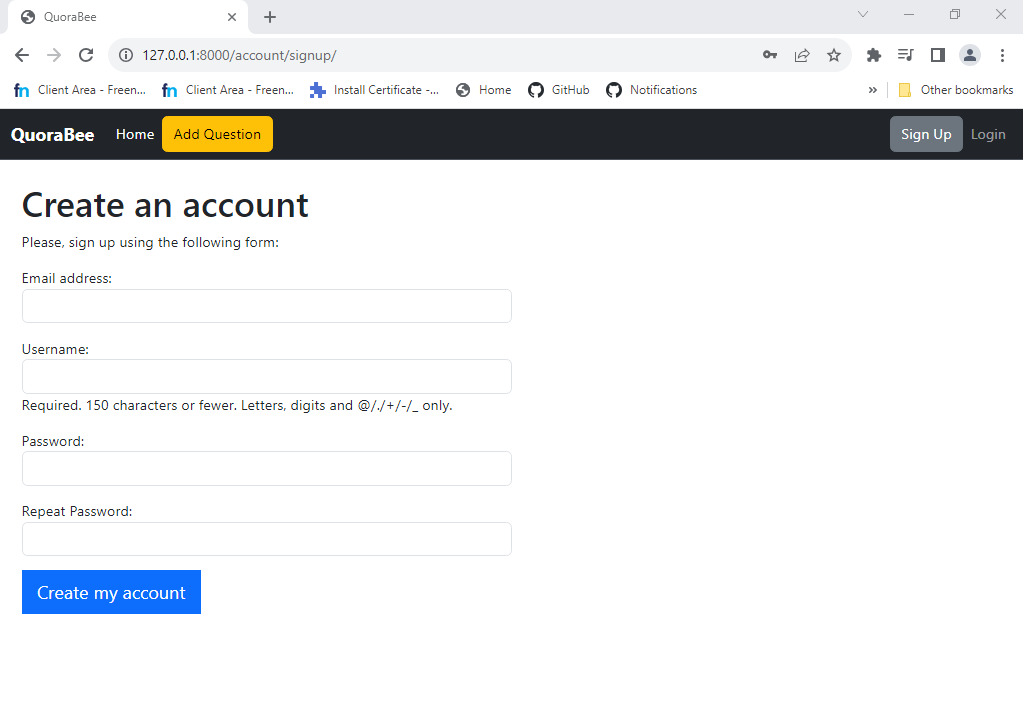 QuoraBee
127.0.0.1:8000/account/signup/
Client Area - Freen... Client Area - Freen... Install Certificate -... Home GitHub Notifications » Other bookmarks
QuoraBee Home Add Question Sign Up Login
Create an account
Please, sign up using the following form:
Email address:
Username:
Required. 150 characters or fewer. Letters, digits and @/./+/-/_ only.
Password:
Repeat Password:
Create my account